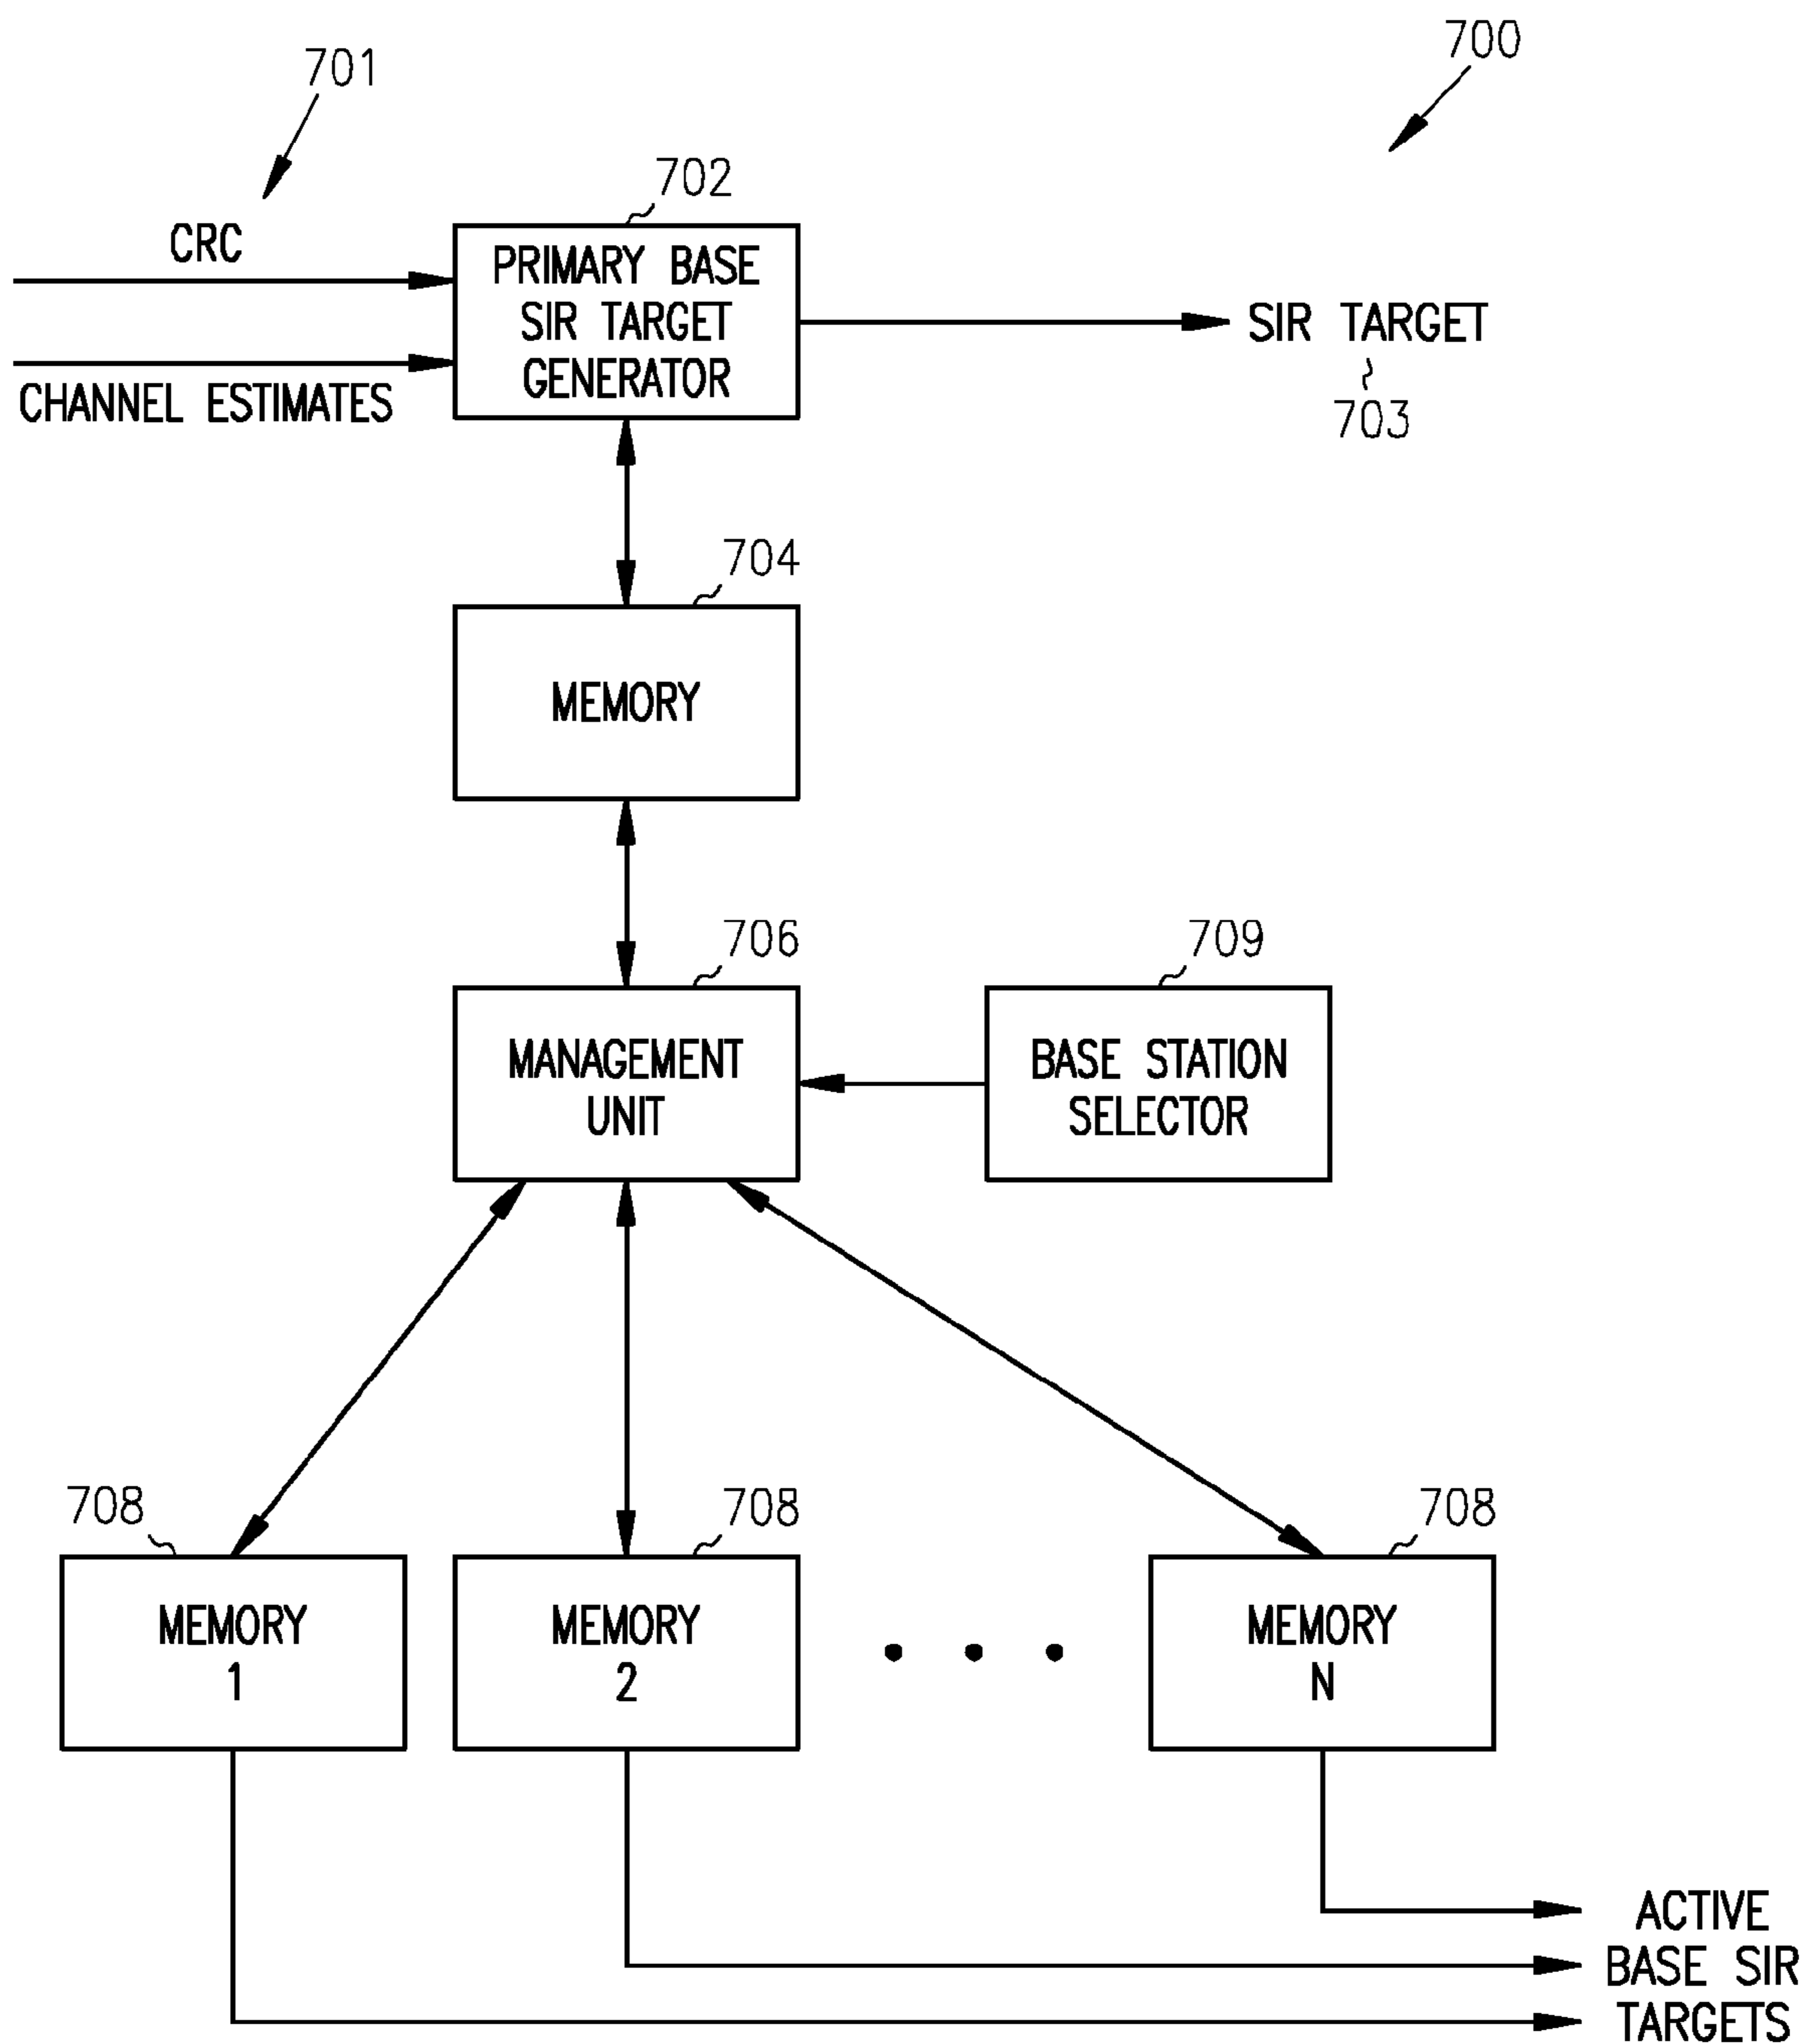 700
701
702
CRC
PRIMARY BASE
SIR TARGET
GENERATOR
SIR TARGET
703
CHANNEL ESTIMATES
704
MEMORY
706
709
MANAGEMENT
UNIT
BASE STATION
SELECTOR
708
708
708
MEMORY
1
MEMORY
2
MEMORY
N
ACTIVE
BASE SIR
TARGETS